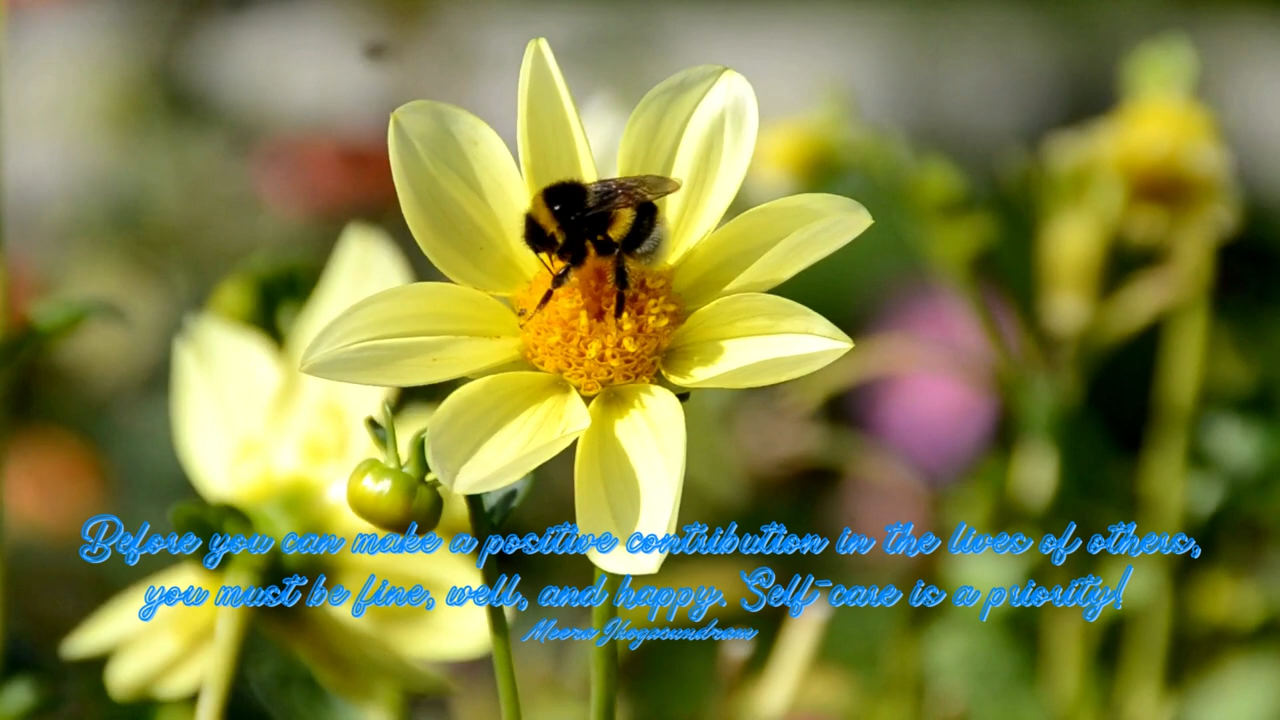 Before you can make a positive contribution in the lives of others,
you must be fine, well, and happy. Self-care is a priority!
Meera Jhogasundram